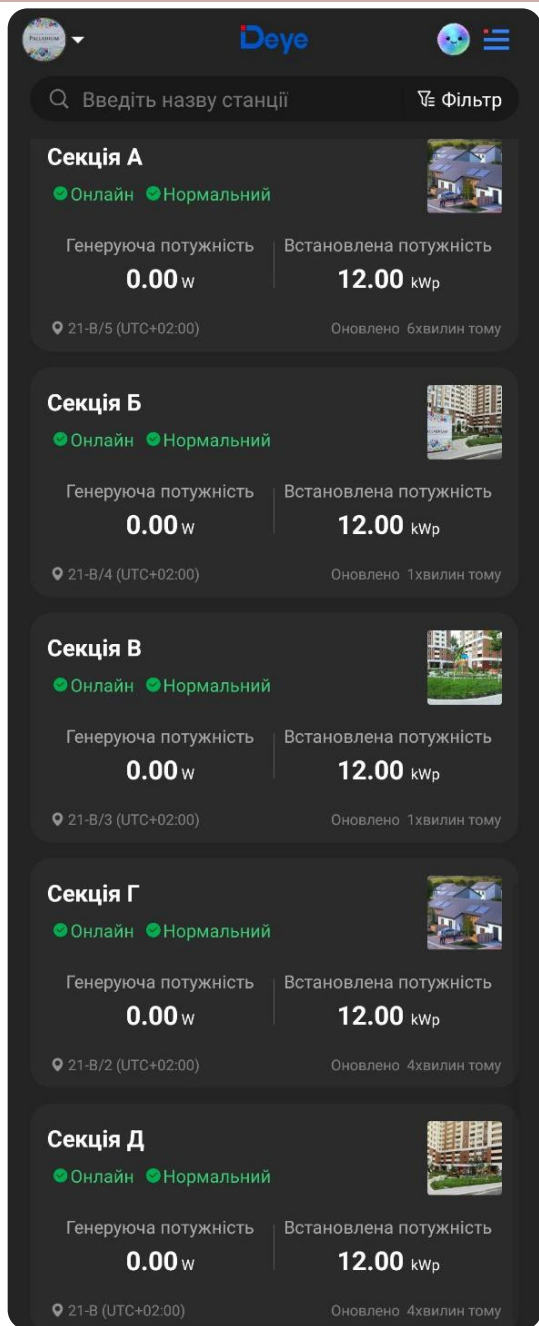 PALLADIUM
Deye
Введіть назву станції Фільтр
Секція А
Онлайн Нормальний
Генеруюча потужність Встановлена потужність
0.00 W 12.00 kWp
21-В/5 (UTC+02:00) Оновлено 6хвилин тому
Секція Б
Онлайн Нормальний
Генеруюча потужність Встановлена потужність
0.00 W 12.00 kWp
21-В/4 (UTC+02:00) Оновлено 1хвилин тому
Секція В
Онлайн Нормальний
Генеруюча потужність Встановлена потужність
0.00 W 12.00 kWp
21-В/3 (UTC+02:00) Оновлено 1хвилин тому
Секція Г
Онлайн Нормальний
Генеруюча потужність Встановлена потужність
0.00 W 12.00 kWp
21-В/2 (UTC+02:00) Оновлено 4хвилин тому
Секція Д
Онлайн Нормальний
Генеруюча потужність Встановлена потужність
0.00 W 12.00 kWp
21-В (UTC+02:00) Оновлено 4хвилин тому